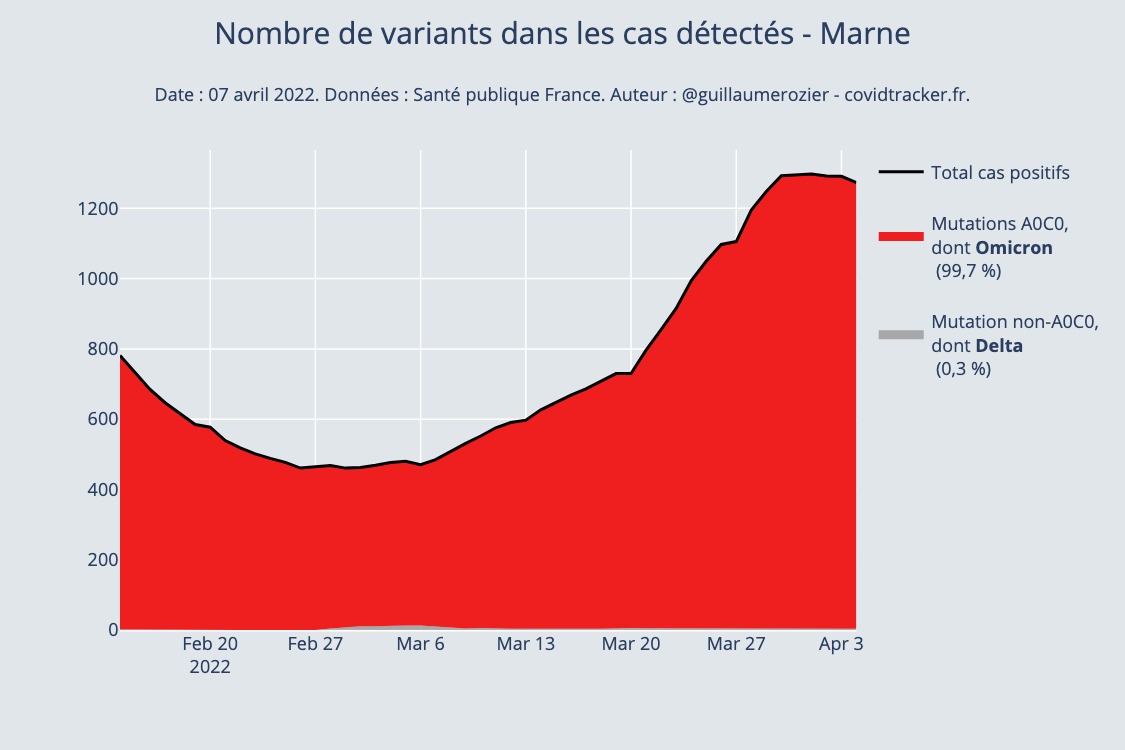 Nombre de variants dans les cas détectés - Marne
Date : 07 avril 2022. Données : Santé publique France. Auteur : @guillaumerozier - covidtracker.fr.
Total cas positifs
Mutations A0C0,
dont Omicron
(99,7 %)
Mutation non-A0C0,
dont Delta
(0,3 %)
1200
1000
800
600
400
200
0
Feb 20 Feb 27 Mar 6 Mar 13 Mar 20 Mar 27 Apr 3
2022